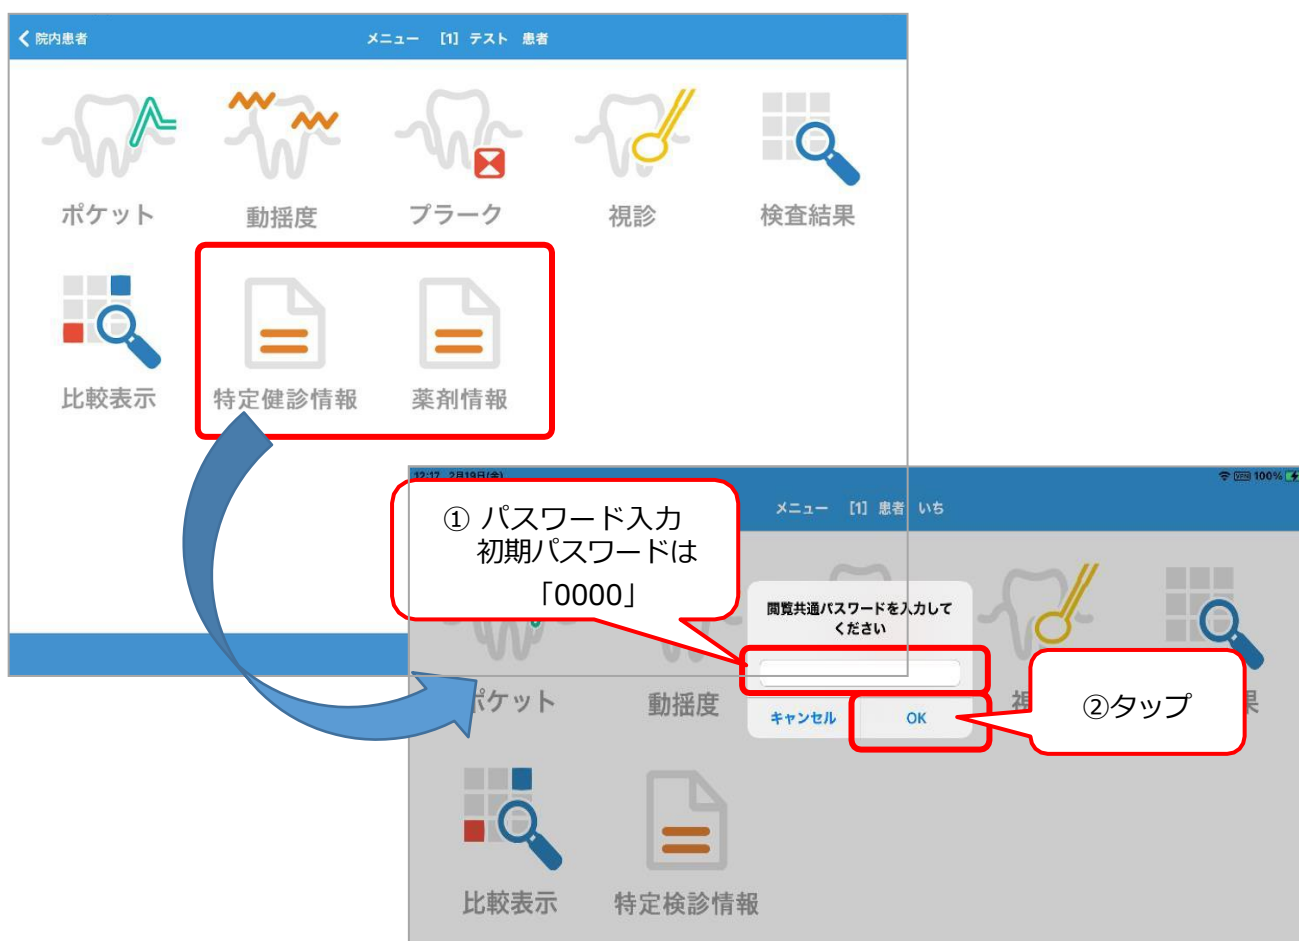 院内患者
メニュー [1] テスト 患者
ポケット
動揺度
プラーク
視診
検査結果
比較表示
特定健診情報
薬剤情報
12:17 2月19日(金)
100%
メニュー [1] 患者 いち
① パスワード入力
初期パスワードは
「0000」
閲覧共通パスワードを入力して
ください
キャンセル
OK
②タップ
ポケット
動揺度
視
果
比較表示
特定検診情報